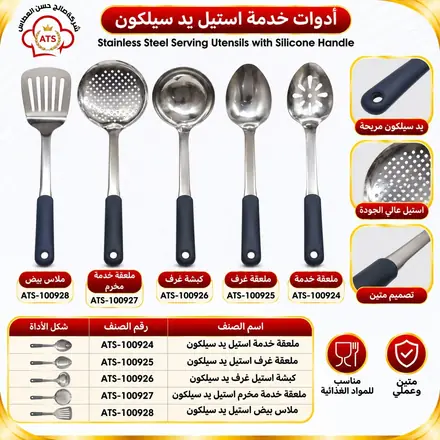 شركة صالح حسن العطاس
ATS
أدوات خدمة استيل يد سيلكون
Stainless Steel Serving Utensils with Silicone Handle
يد سيلكون مريحة
استيل عالي الجودة
تصميم متين
ملاس بيض
ATS-100928
ملعقة خدمة
مخرم
ATS-100927
كبشة غرف
ATS-100926
ملعقة غرف
ATS-100925
ملعقة خدمة
ATS-100924
اسم الصنف
رقم الصنف
شكل الأداة
ملعقة خدمة استيل يد سيلكون
ATS-100924
ملعقة غرف استيل يد سيلكون
ATS-100925
كبشة استيل غرف يد سيلكون
ATS-100926
ملعقة خدمة مخرم استيل يد سيلكون
ATS-100927
ملاس بيض استيل يد سيلكون
ATS-100928
مناسب
للمواد الغذائية
متين
وعملي